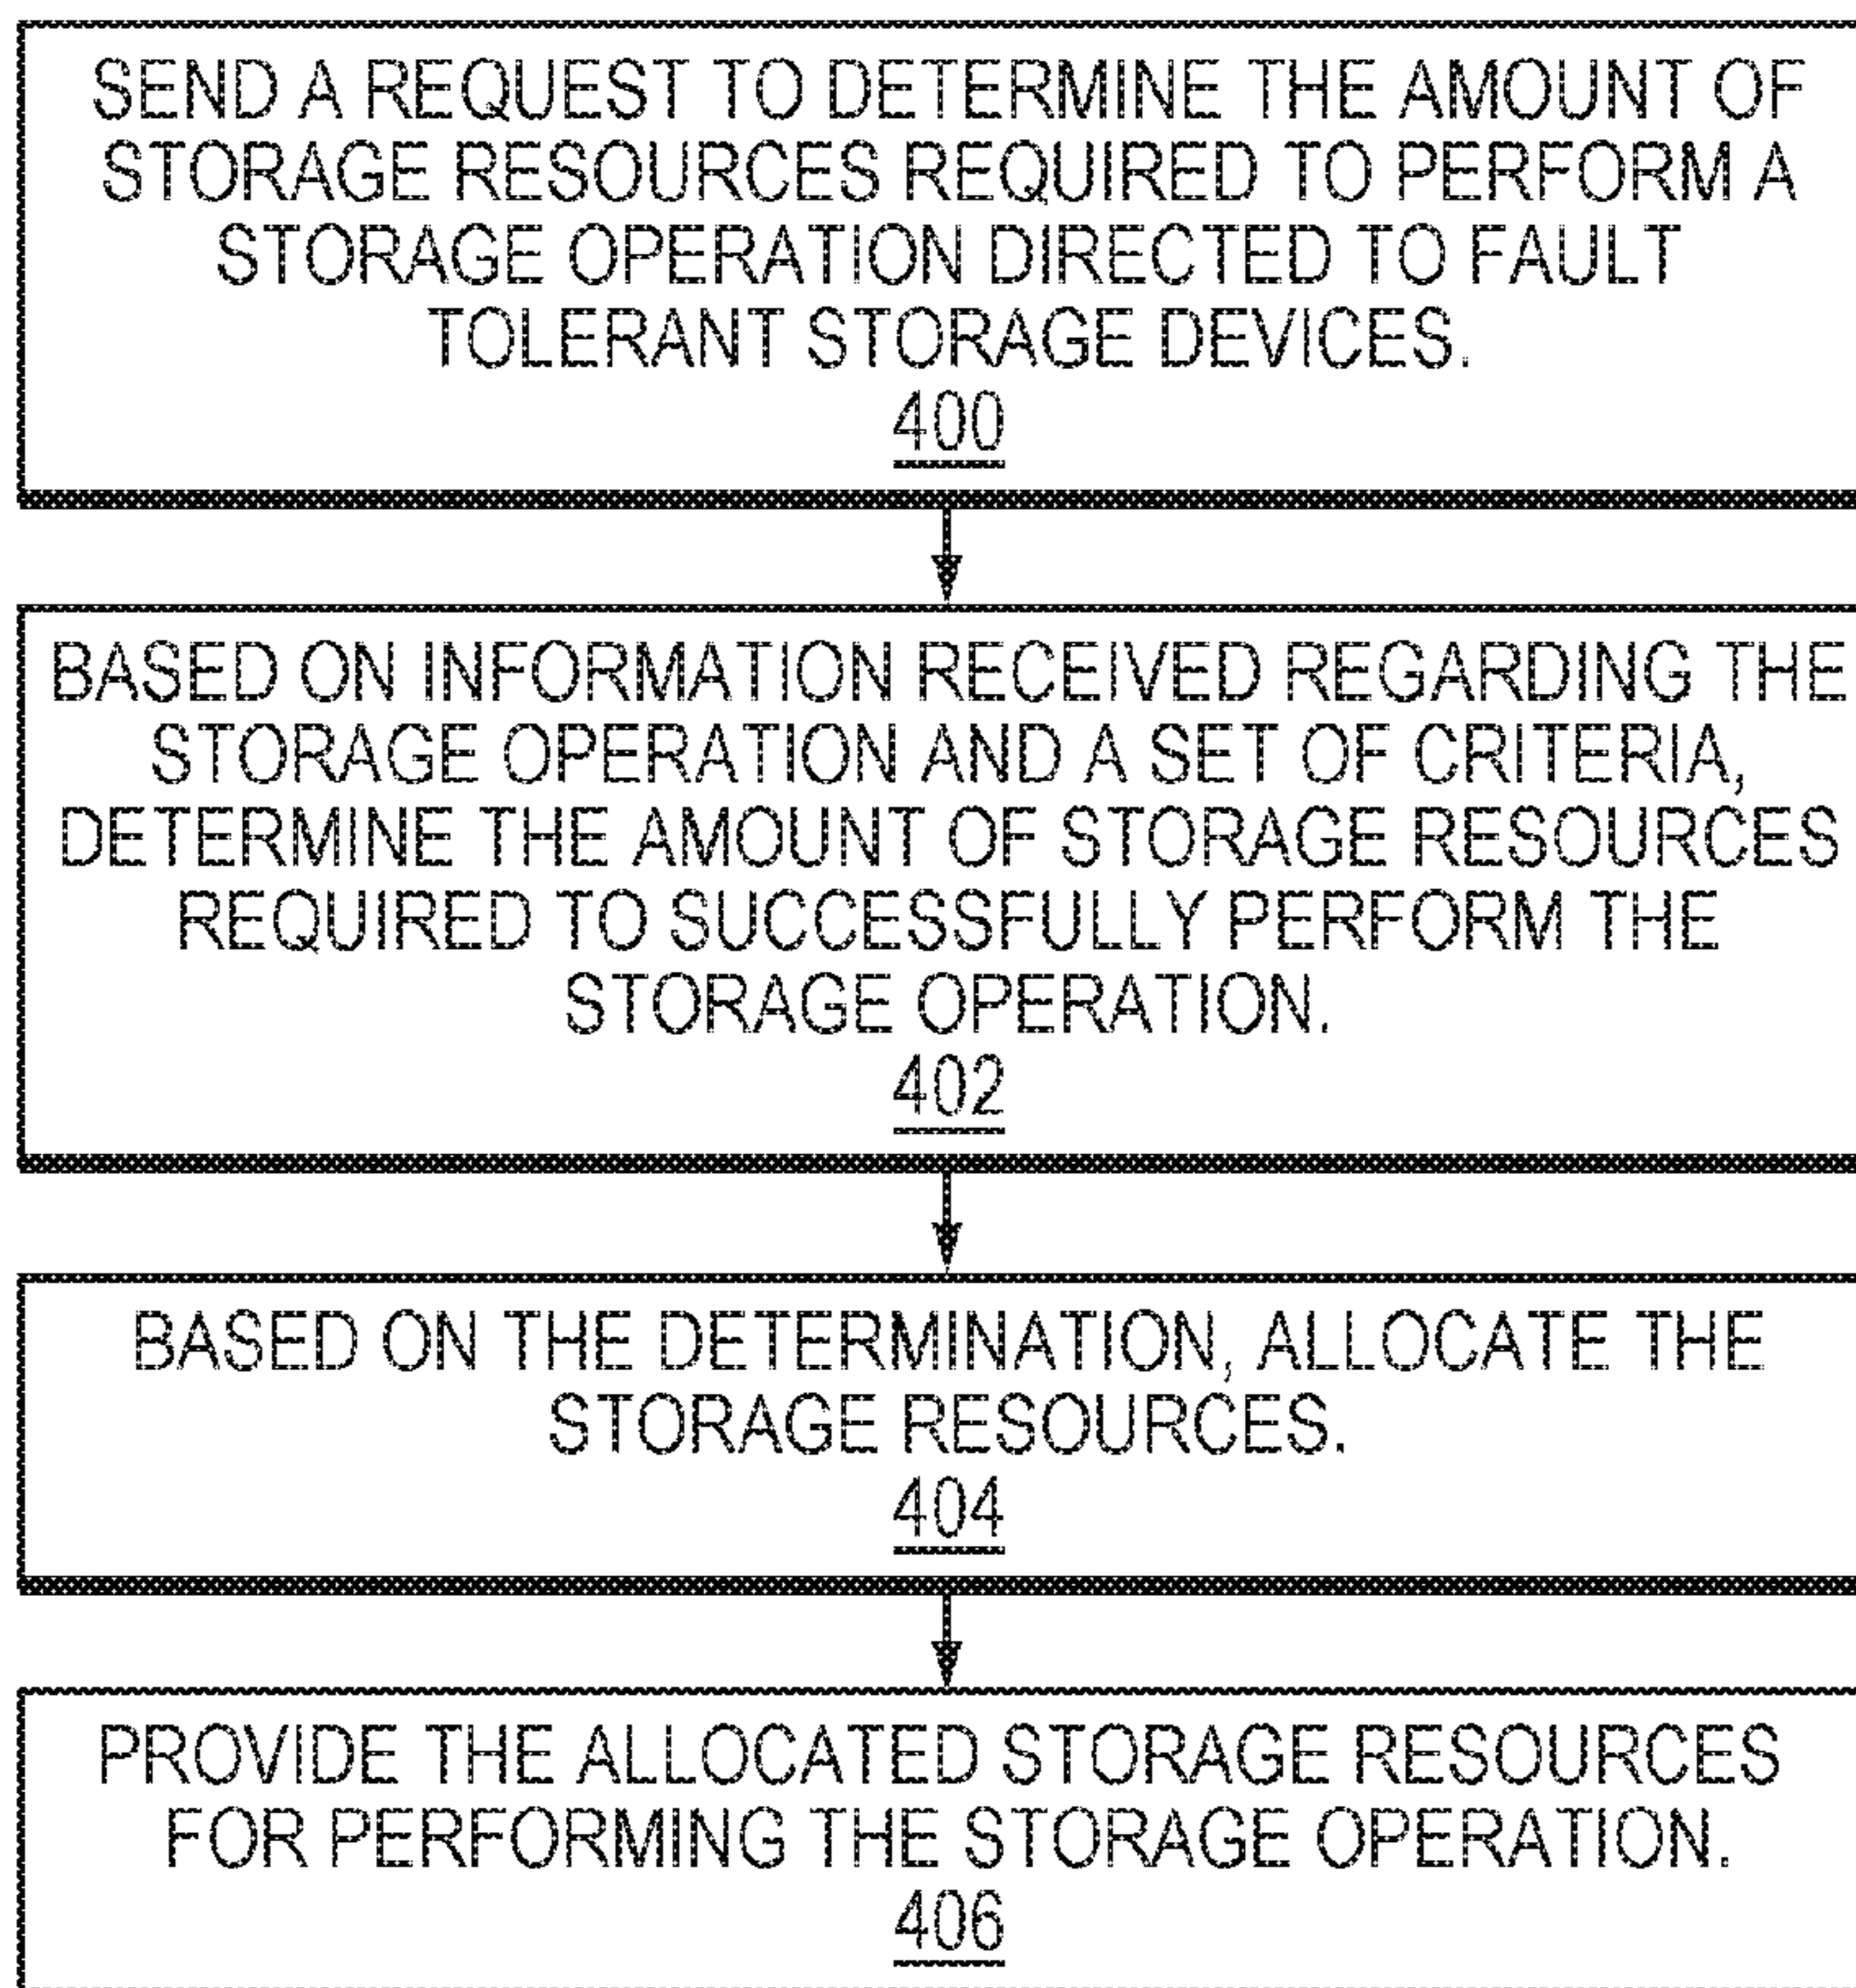 SEND A REQUEST TO DETERMINE THE AMOUNT OF
STORAGE RESOURCES REQUIRED TO PERFORM A
STORAGE OPERATION DIRECTED TO FAULT
TOLERANT STORAGE DEVICES.
400
BASED ON INFORMATION RECEIVED REGARDING THE
STORAGE OPERATION AND A SET OF CRITERIA,
DETERMINE THE AMOUNT OF STORAGE RESOURCES
REQUIRED TO SUCCESSFULLY PERFORM THE
STORAGE OPERATION.
402
BASED ON THE DETERMINATION, ALLOCATE THE
STORAGE RESOURCES.
404
PROVIDE THE ALLOCATED STORAGE RESOURCES
FOR PERFORMING THE STORAGE OPERATION.
406